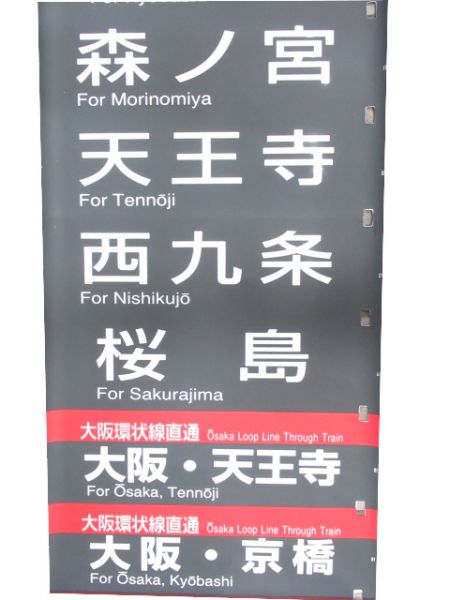 森ノ宮
For Morinomiya
天王寺
For Tennōji
西九条
For Nishikujō
桜島
For Sakurajima
大阪環状線直通 Ōsaka Loop Line Through Train
大阪・天王寺
For Ōsaka, Tennōji
大阪環状線直通 Ōsaka Loop Line Through Train
大阪・京橋
For Ōsaka, Kyōbashi